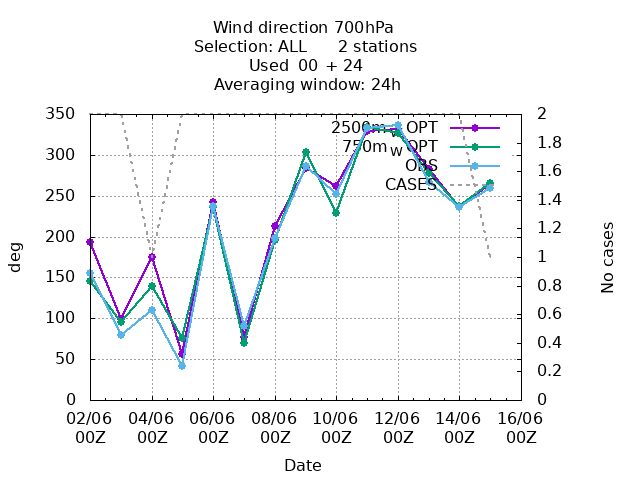 Wind direction 700hPa
Selection: ALL 2 stations
Used 00 + 24
Averaging window: 24h
350 2
300 1.8
250 1.6
200 1.4
150 1.2
100 1
50 0.8
0 0.6
0.4
0.2
0
deg
No cases
2500m_w OPT
750m_w OPT
OBS
CASES
02/06 04/06 06/06 08/06 10/06 12/06 14/06 16/06
00Z 00Z 00Z 00Z 00Z 00Z 00Z 00Z
Date